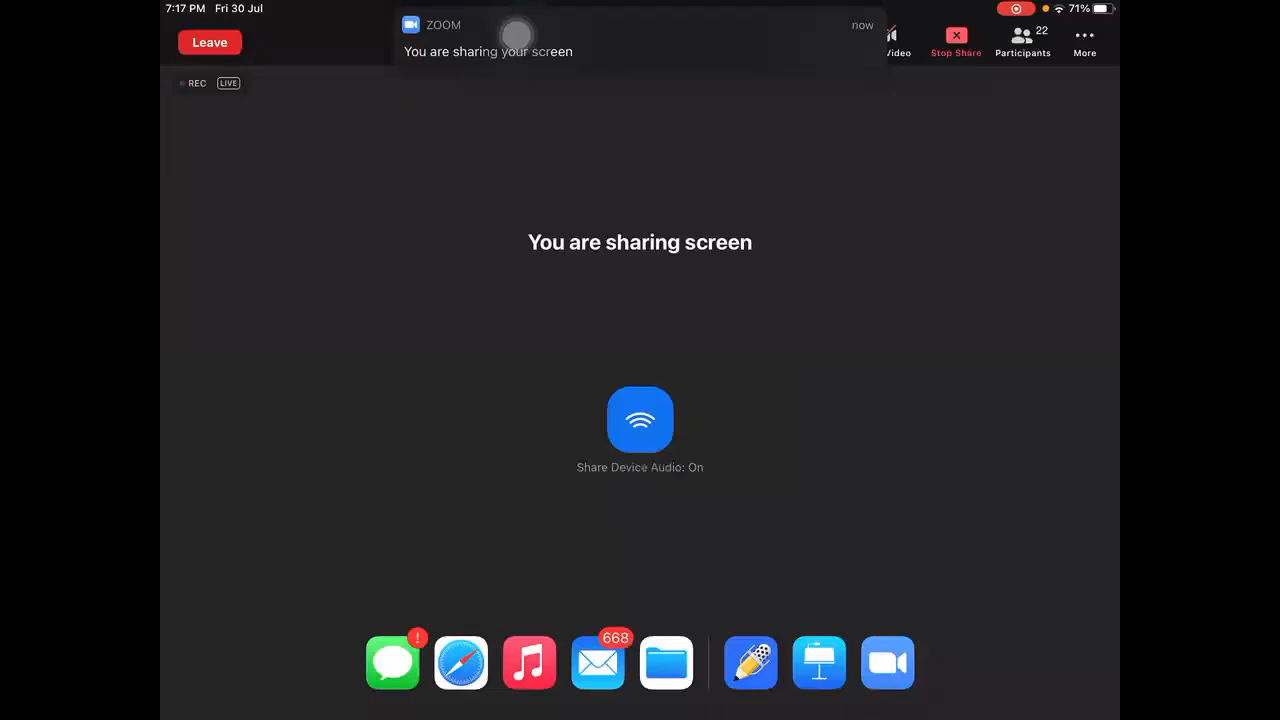 7:17 PM Fri 30 Jul 71%
ZOOM now
You are sharing your screen
Leave
Video
Stop Share
22
Participants
More
REC LIVE
You are sharing screen
Share Device Audio: On
!
668